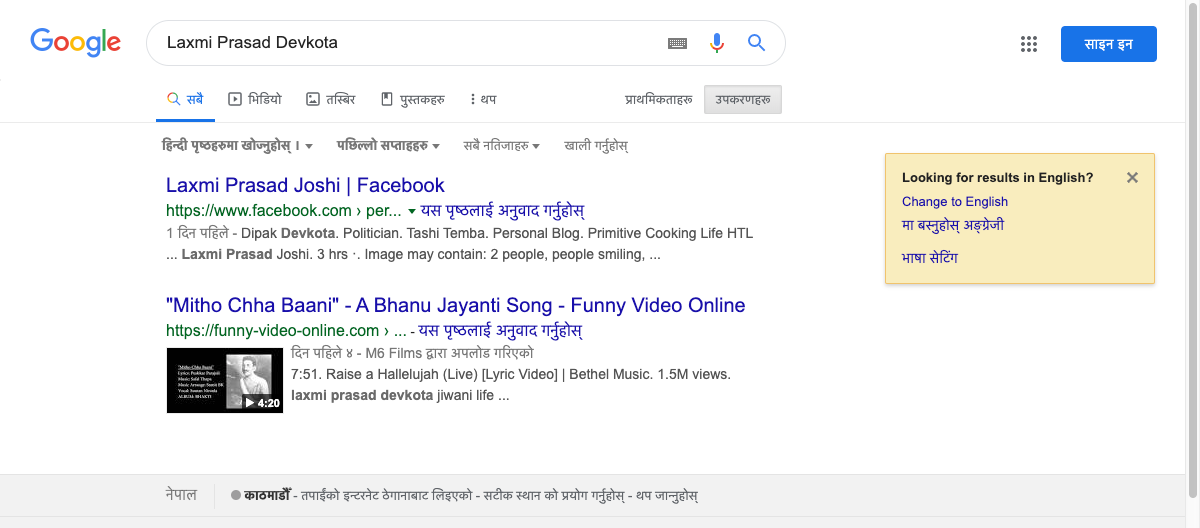 Google
Laxmi Prasad Devkota
साइन इन
सबै
भिडियो
तस्बिर
पुस्तकहरु
थप
प्राथमिकताहरू
उपकरणहरू
हिन्दी पृष्ठहरुमा खोज्नुहोस् ।
पछिल्लो सप्ताहहरु
सबै नतिजाहरु
खाली गर्नुहोस्
Laxmi Prasad Joshi | Facebook
https://www.facebook.com › per... यस पृष्ठलाई अनुवाद गर्नुहोस्
1 दिन पहिले - Dipak Devkota. Politician. Tashi Temba. Personal Blog. Primitive Cooking Life HTL
... Laxmi Prasad Joshi. 3 hrs ·. Image may contain: 2 people, people smiling, ...
"Mitho Chha Baani" - A Bhanu Jayanti Song - Funny Video Online
https://funny-video-online.com › ... - यस पृष्ठलाई अनुवाद गर्नुहोस्
4:20
दिन पहिले ४ - M6 Films द्वारा अपलोड गरिएको
7:51. Raise a Hallelujah (Live) [Lyric Video] | Bethel Music. 1.5M views.
laxmi prasad devkota jiwani life ...
Looking for results in English?
Change to English
मा बस्नुहोस् अङ्ग्रेजी
भाषा सेटिंग
नेपाल
काठमाडौँ - तपाईंको इन्टरनेट ठेगानाबाट लिइएको - सटीक स्थान को प्रयोग गर्नुहोस् - थप जान्नुहोस्